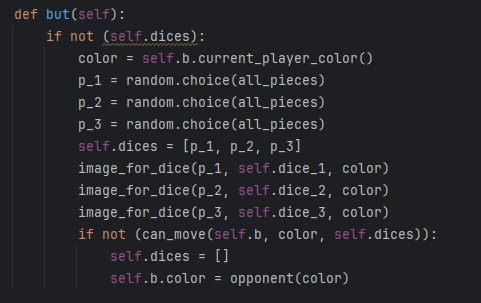 def but(self):
    if not (self.dices):
        color = self.b.current_player_color()
        p_1 = random.choice(all_pieces)
        p_2 = random.choice(all_pieces)
        p_3 = random.choice(all_pieces)
        self.dices = [p_1, p_2, p_3]
        image_for_dice(p_1, self.dice_1, color)
        image_for_dice(p_2, self.dice_2, color)
        image_for_dice(p_3, self.dice_3, color)
        if not (can_move(self.b, color, self.dices)):
            self.dices = []
            self.b.color = opponent(color)